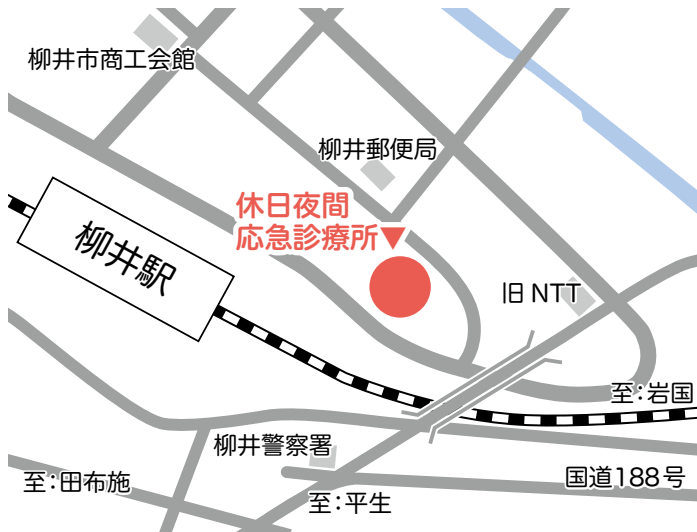 柳井市商工会館
柳井郵便局
休日夜間
応急診療所▼
柳井駅
旧 NTT
至：岩国
柳井警察署
国道188号
至：田布施
至：平生